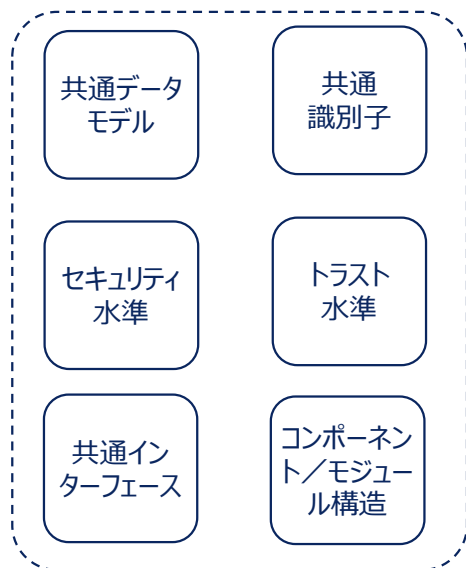 共通データ
モデル
共通
識別子
セキュリティ
水準
トラスト
水準
共通イン
ターフェース
コンポーネン
ト／モジュー
ル構造